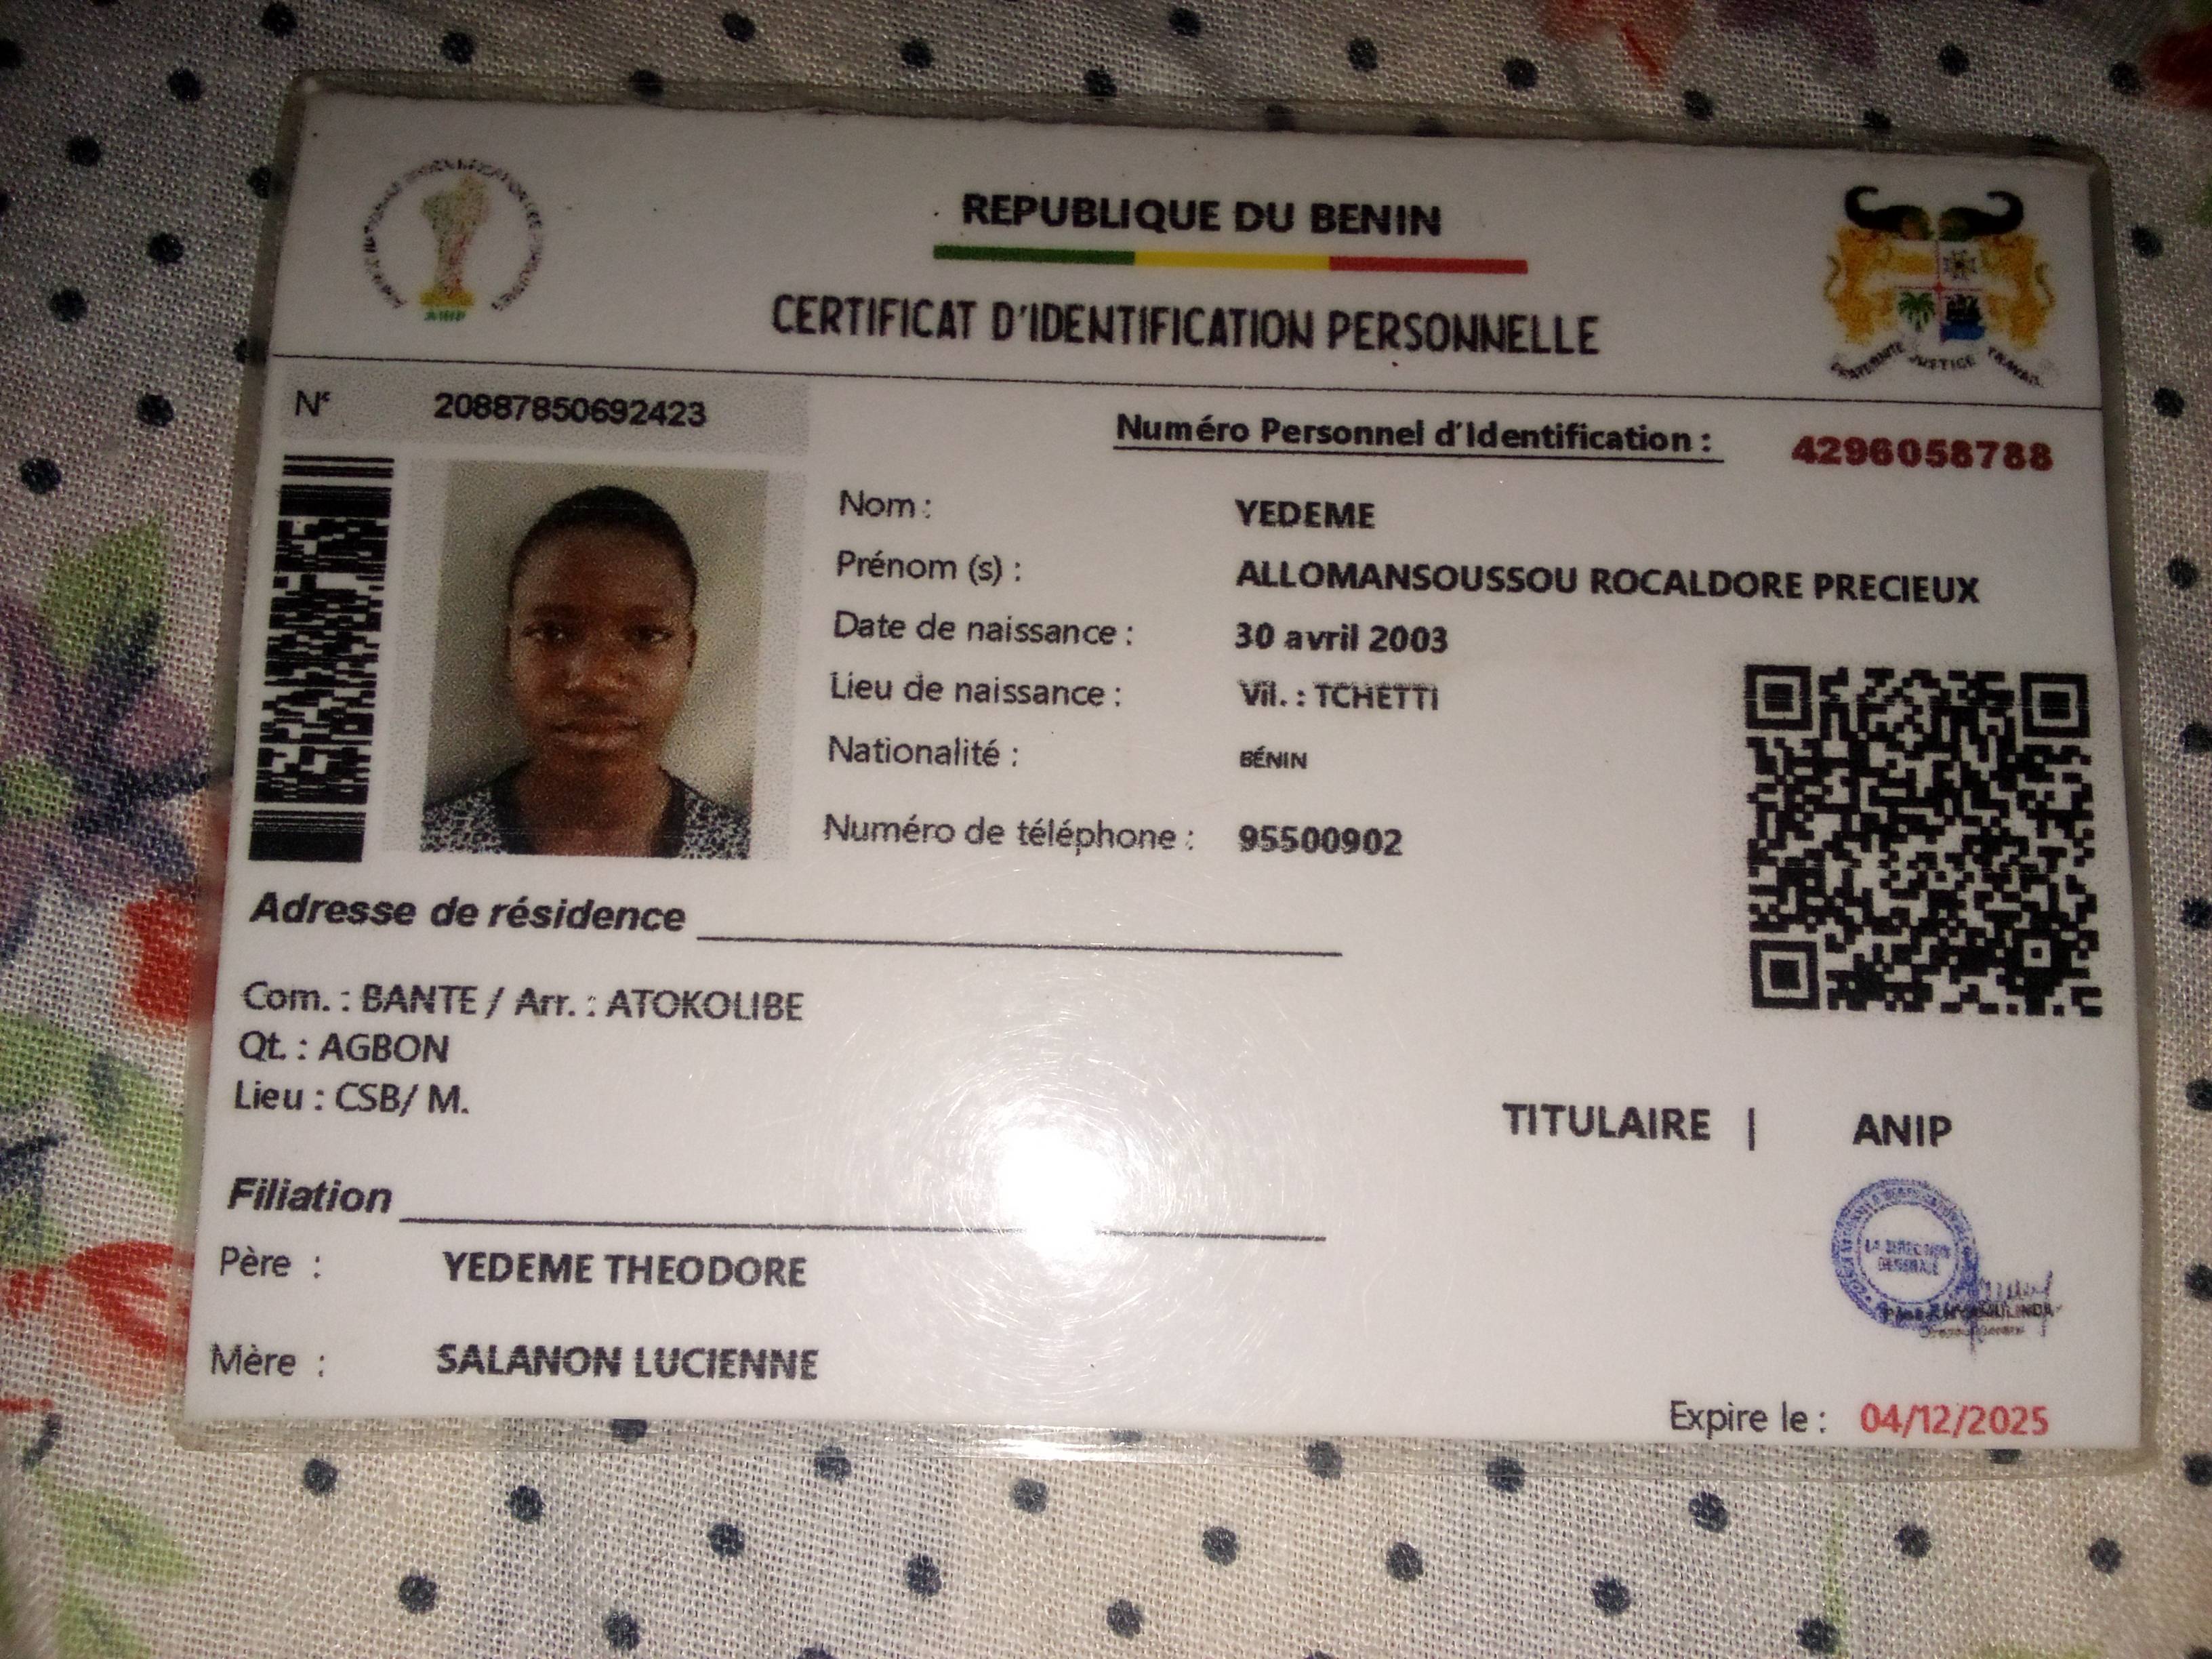 REPUBLIQUE DU BENIN
CERTIFICAT D'IDENTIFICATION PERSONNELLE
ANIP
FRATERNITE JUSTICE TRAVAIL
N° 20887850692423
Numéro Personnel d'Identification : 4296058788
Nom : YEDEME
Prénom (s) : ALLOMANSOUSSOU ROCALDORE PRECIEUX
Date de naissance : 30 avril 2003
Lieu de naissance : Vil. : TCHETTI
Nationalité : BÉNIN
Numéro de téléphone : 95500902
Adresse de résidence
Com. : BANTE / Arr. : ATOKOLIBE
Qt. : AGBON
Lieu : CSB/ M.
TITULAIRE | ANIP
LA DIRECTION
GENERALE
Filiation
Père : YEDEME THEODORE
Mère : SALANON LUCIENNE
Expire le : 04/12/2025